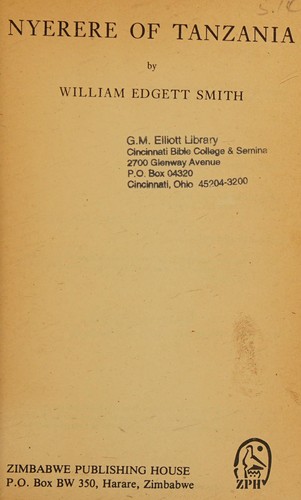 NYERERE OF TANZANIA
by
WILLIAM EDGETT SMITH
G.M. Elliott Library
Cincinnati Bible College & Semina
2700 Glenway Avenue
P.O. Box 04320
Cincinnati, Ohio 45204-3200
ZIMBABWE PUBLISHING HOUSE
P.O. Box BW 350, Harare, Zimbabwe
ZPH